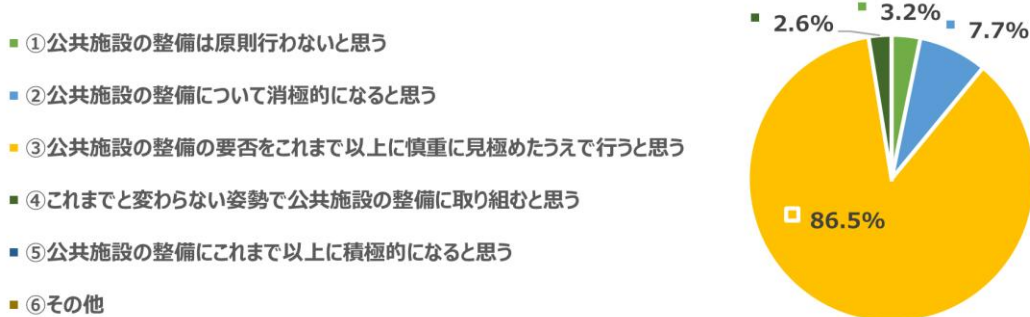 ①公共施設の整備は原則行わないと思う
②公共施設の整備について消極的になると思う
③公共施設の整備の要否をこれまで以上に慎重に見極めたうえで行うと思う
④これまでと変わらない姿勢で公共施設の整備に取り組むと思う
⑤公共施設の整備にこれまで以上に積極的になると思う
⑥その他
2.6%
3.2%
7.7%
86.5%